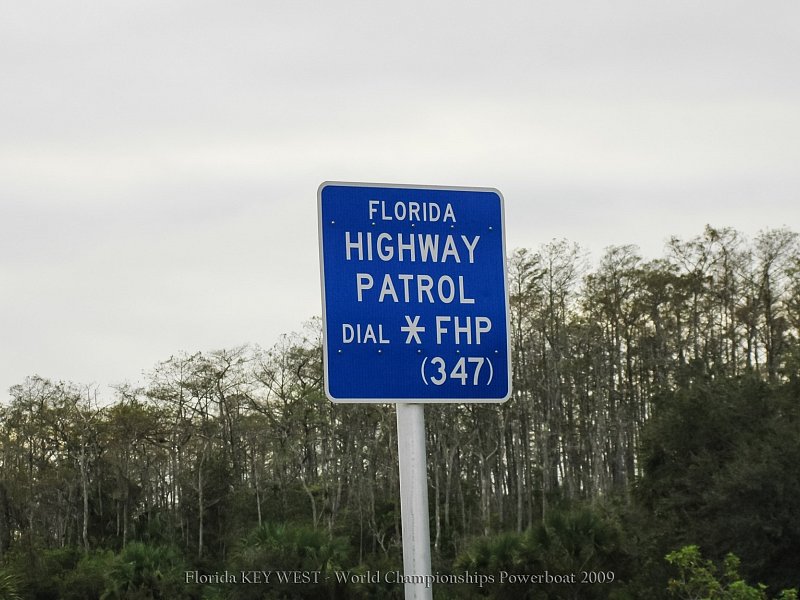 FLORIDA
HIGHWAY
PATROL
DIAL * FHP
(347)
Florida KEY WEST - World Championships Powerboat 2009